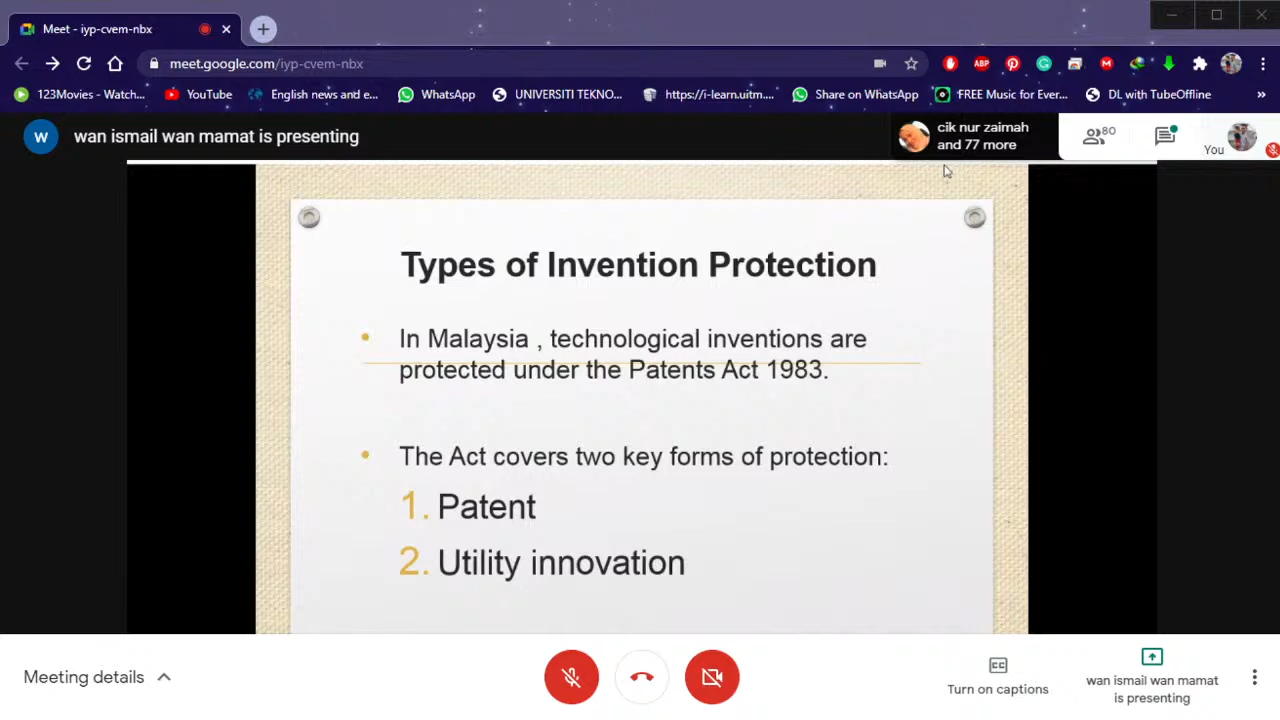 Meet - iyp-cvem-nbx
meet.google.com/iyp-cvem-nbx
ABP
123Movies - Watch...
YouTube
English news and e...
WhatsApp
UNIVERSITI TEKNO...
https://i-learn.uitm....
Share on WhatsApp
FREE Music for Ever...
DL with TubeOffline
»
w
wan ismail wan mamat is presenting
cik nur zaimah
and 77 more
80
You
Types of Invention Protection
• In Malaysia , technological inventions are
protected under the Patents Act 1983.
• The Act covers two key forms of protection:
1. Patent
2. Utility innovation
Meeting details
CC
Turn on captions
wan ismail wan mamat
is presenting